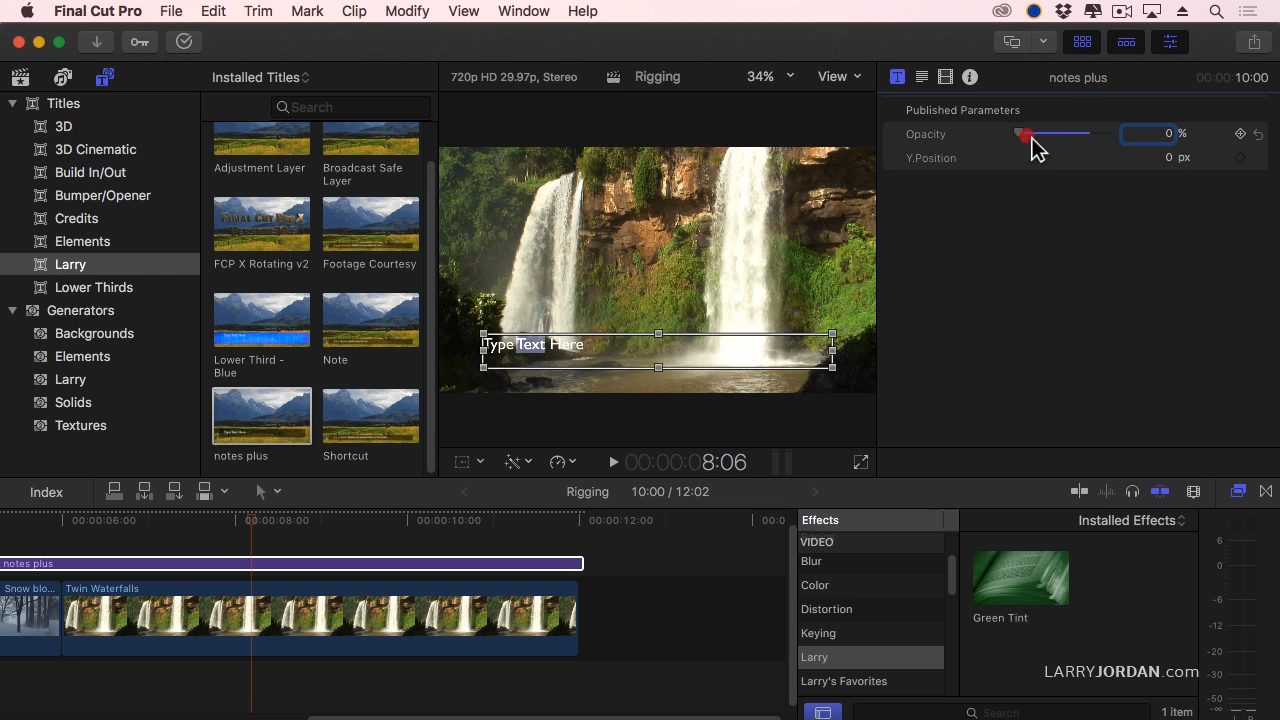 Final Cut Pro File Edit Trim Mark Clip Modify View Window Help
Installed Titles
720p HD 29.97p, Stereo Rigging 34% View
notes plus 00:00:10:00
Search
Titles
3D
3D Cinematic
Build In/Out
Bumper/Opener
Credits
Elements
Larry
Lower Thirds
Generators
Backgrounds
Elements
Larry
Solids
Textures
Adjustment Layer
Broadcast Safe Layer
FINAL CUT PRO X
FCP X Rotating v2
Footage Courtesy
Lower Third - Blue
Note
notes plus
Shortcut
Type Text Here
Published Parameters
Opacity 0 %
Y.Position 0 px
00:00:08:06
Index
Rigging 10:00 / 12:02
00:00:06:00 00:00:08:00 00:00:10:00 00:00:12:00 00:0
notes plus
Snow blo... Twin Waterfalls
Effects
Installed Effects
VIDEO
Blur
Color
Distortion
Keying
Larry
Larry's Favorites
Green Tint
LARRYJORDAN.com
Search
1 item
6
0
-6
-12
-20
-30
-50
-∞